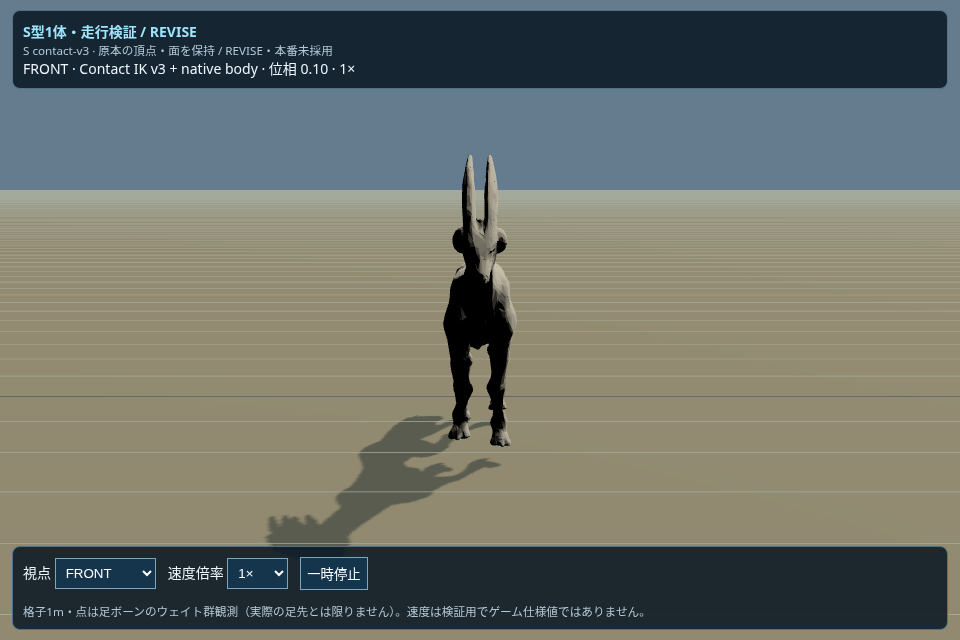 S型1体・走行検証 / REVISE
S contact-v3 · 原本の頂点・面を保持 / REVISE・本番未採用
FRONT · Contact IK v3 + native body · 位相 0.10 · 1×
視点 FRONT 速度倍率 1× 一時停止
格子1m・点は足ボーンのウェイト群観測（実際の足先とは限りません）。速度は検証用でゲーム仕様値ではありません。